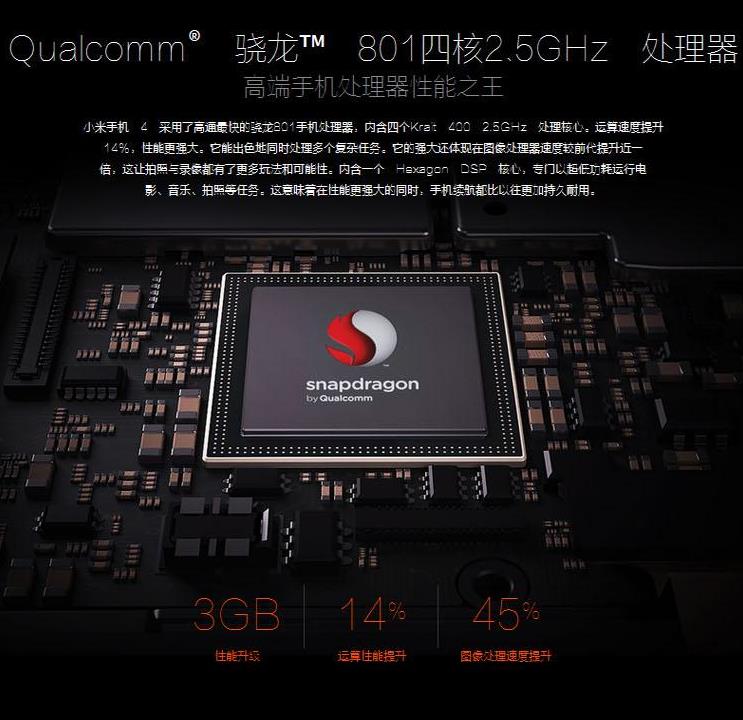 Qualcomm® 骁龙™ 801四核2.5GHz 处理器
高端手机处理器性能之王
小米手机 4 采用了高通最快的骁龙801手机处理器，内含四个Krait 400 2.5GHz 处理核心。运算速度提升
14%，性能更强大。它能出色地同时处理多个复杂任务。它的强大还体现在图像处理器速度较前代提升近一
倍，这让拍照与录像都有了更多玩法和可能性。内含一个 Hexagon DSP 核心，专门以超低功耗运行电
影、音乐、拍照等任务。这意味着在性能更强大的同时，手机续航都比以往更加持久耐用。
snapdragon™
by Qualcomm
3GB 14% 45%
性能升级 运算性能提升 图像处理速度提升